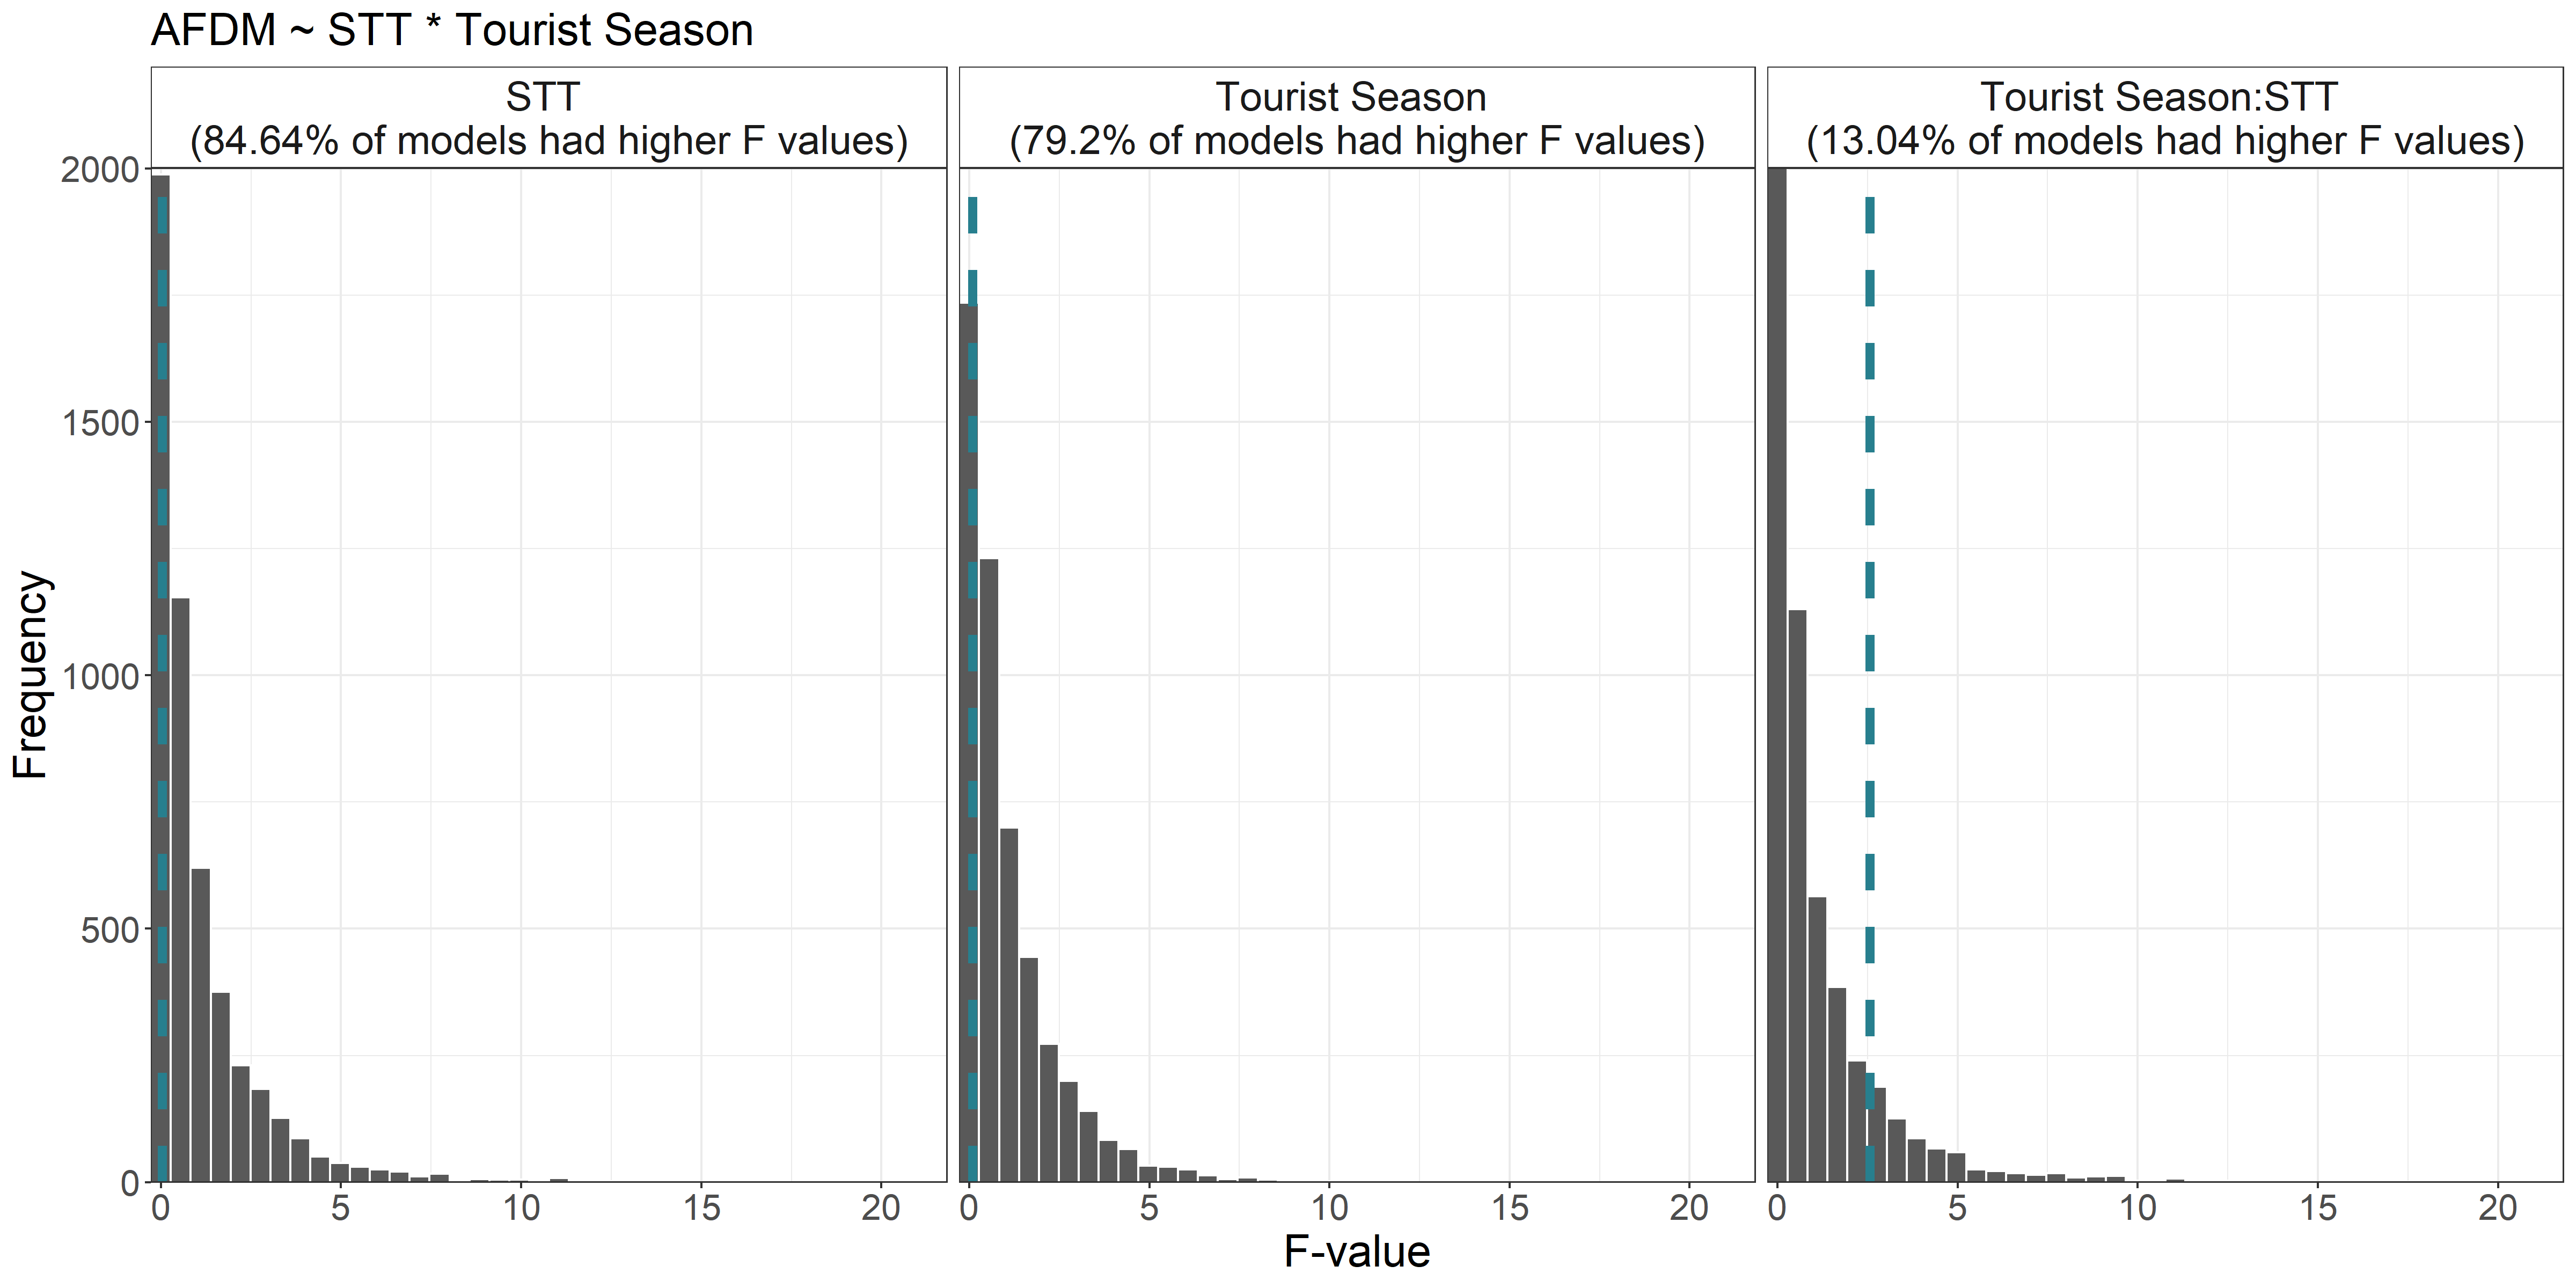 AFDM ~ STT * Tourist Season
STT
(84.64% of models had higher F values)
Tourist Season
(79.2% of models had higher F values)
Tourist Season:STT
(13.04% of models had higher F values)
2000
1500
1000
500
0
Frequency
0 5 10 15 20
0 5 10 15 20
0 5 10 15 20
F-value